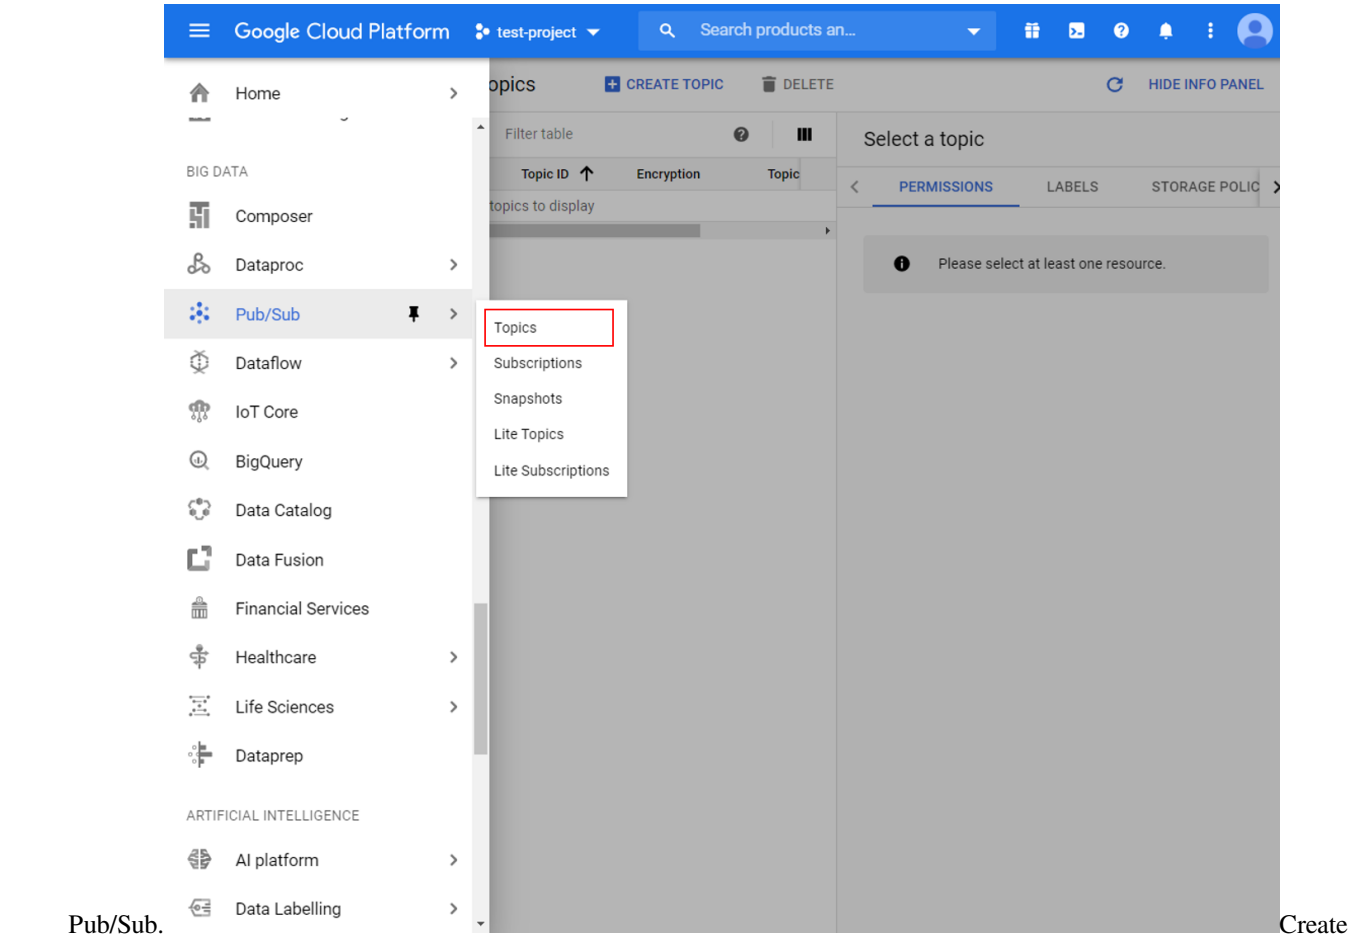 Google Cloud Platform
test-project
Search products an...
Home
opics
CREATE TOPIC
DELETE
HIDE INFO PANEL
Filter table
Select a topic
BIG DATA
Topic ID
Encryption
Topic
PERMISSIONS
LABELS
STORAGE POLIC
topics to display
Composer
Dataproc
Please select at least one resource.
Pub/Sub
Topics
Subscriptions
Snapshots
Lite Topics
Lite Subscriptions
Dataflow
IoT Core
BigQuery
Data Catalog
Data Fusion
Financial Services
Healthcare
Life Sciences
Dataprep
ARTIFICIAL INTELLIGENCE
AI platform
Data Labelling
Pub/Sub.
Create